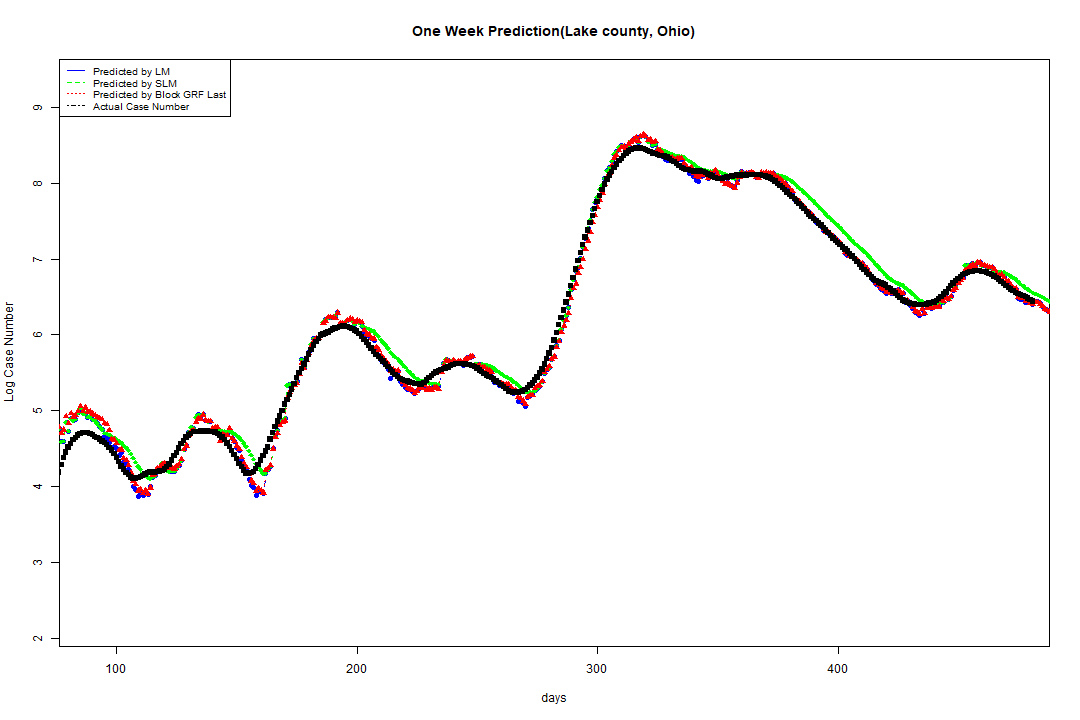 One Week Prediction(Lake county, Ohio)
Predicted by LM
Predicted by SLM
Predicted by Block GRF Last
Actual Case Number
9
8
7
6
5
4
3
2
Log Case Number
100 200 300 400
days